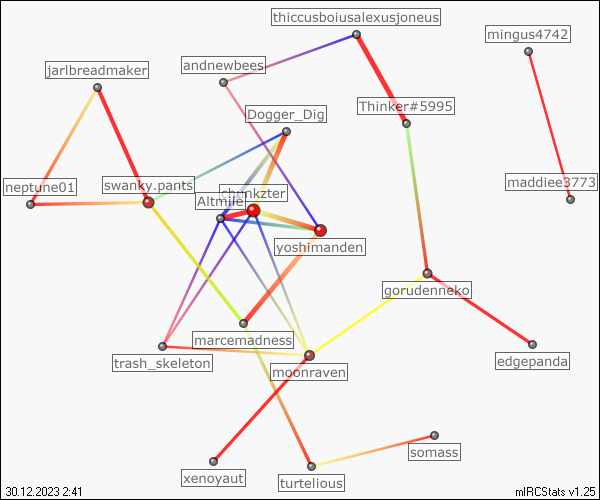 thiccusboiusalexusjoneus
mingus4742
andnewbees
jarlbreadmaker
Thinker#5995
Dogger_Dig
maddiee3773
neptune01
swanky.pants
chrnkzter
Altmile
yoshimanden
gorudenneko
marcemadness
trash_skeleton
edgepanda
moonraven
somass
xenoyaut
turtelious
30.12.2023 2:41
mIRCStats v1.25